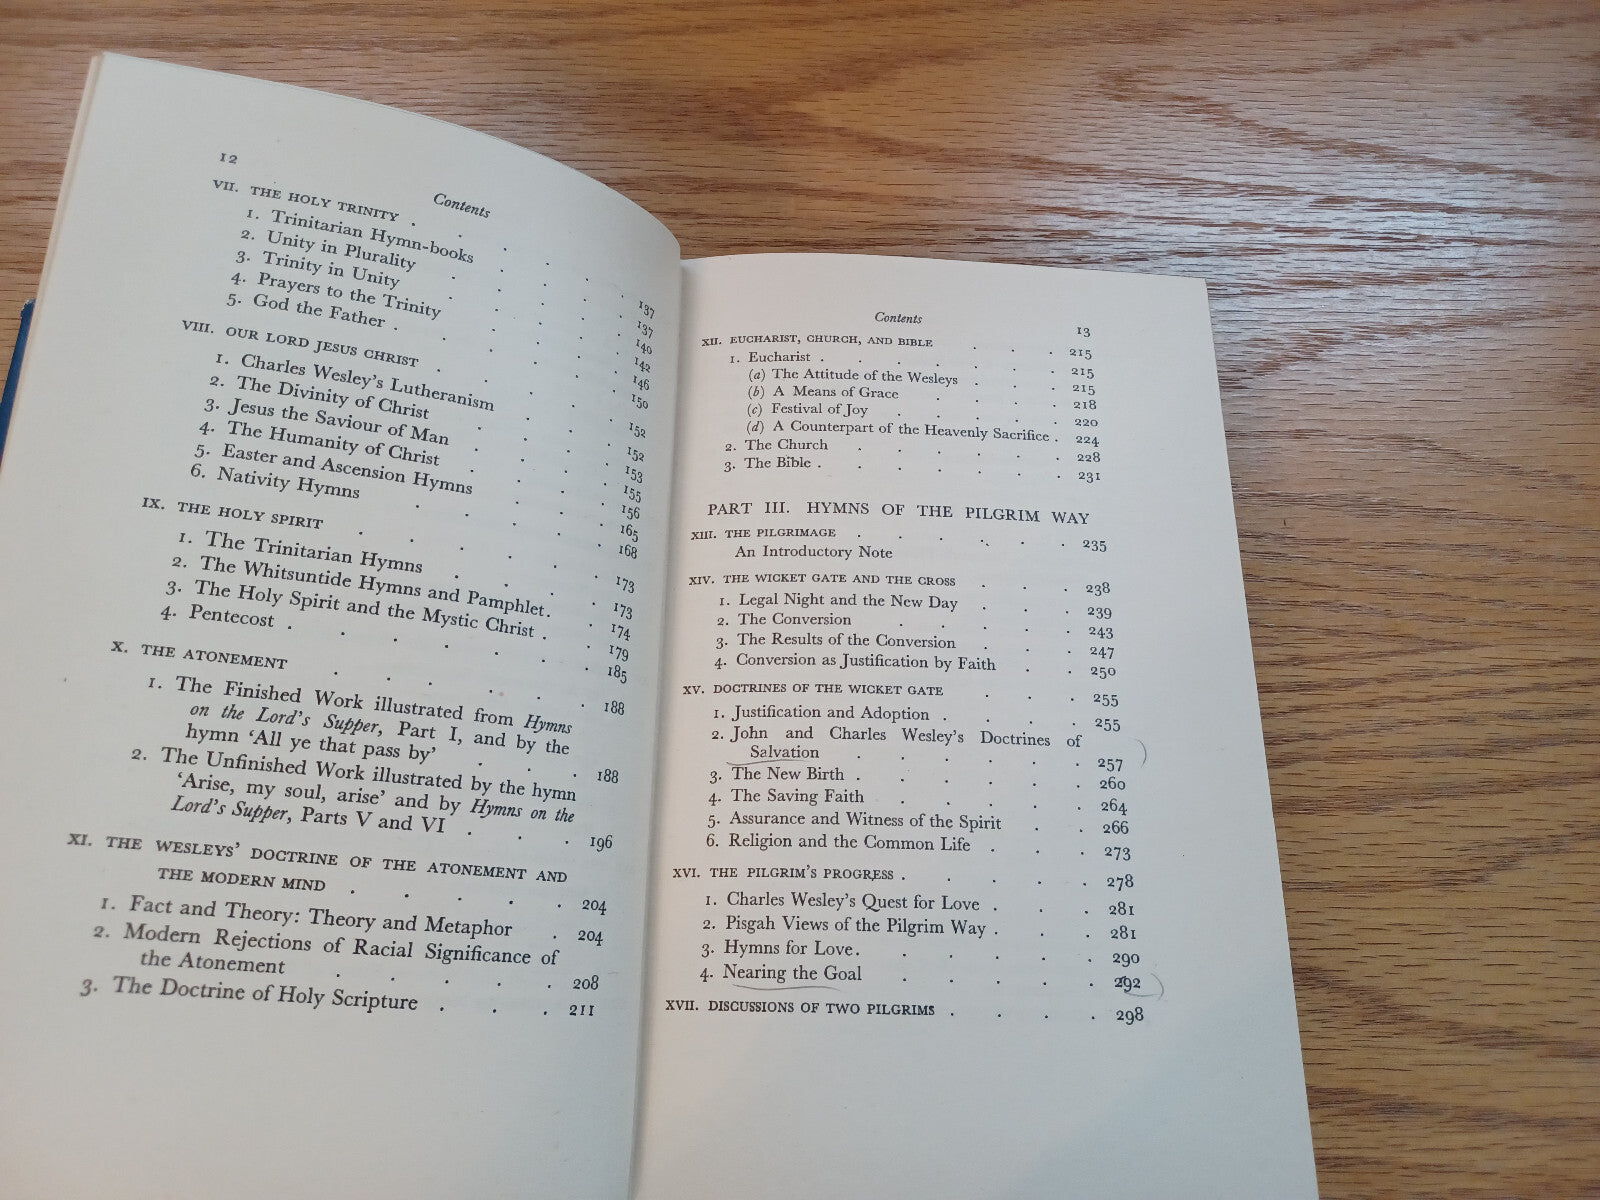 12
Contents
VII. THE HOLY TRINITY . . . . . . 137
1. Trinitarian Hymn-books . . . . 137
2. Unity in Plurality . . . . . 140
3. Trinity in Unity . . . . . 142
4. Prayers to the Trinity . . . . 146
5. God the Father . . . . . 150
VIII. OUR LORD JESUS CHRIST . . . . . 152
1. Charles Wesley's Lutheranism . . . 152
2. The Divinity of Christ . . . . 153
3. Jesus the Saviour of Man . . . . 155
4. The Humanity of Christ . . . . 156
5. Easter and Ascension Hymns . . . 165
6. Nativity Hymns . . . . . 168
IX. THE HOLY SPIRIT . . . . . . 173
1. The Trinitarian Hymns . . . . 173
2. The Whitsuntide Hymns and Pamphlet . . 174
3. The Holy Spirit and the Mystic Christ . . 179
4. Pentecost . . . . . . . 185
X. THE ATONEMENT . . . . . . 188
1. The Finished Work illustrated from Hymns
on the Lord's Supper, Part I, and by the
hymn 'All ye that pass by' . . . 188
2. The Unfinished Work illustrated by the hymn
'Arise, my soul, arise' and by Hymns on the
Lord's Supper, Parts V and VI . . . 196
XI. THE WESLEYS' DOCTRINE OF THE ATONEMENT AND
THE MODERN MIND . . . . . 204
1. Fact and Theory: Theory and Metaphor . 204
2. Modern Rejections of Racial Significance of
the Atonement . . . . . 208
3. The Doctrine of Holy Scripture . . . 211
Contents
13
XII. EUCHARIST, CHURCH, AND BIBLE . . . 215
1. Eucharist . . . . . . 215
(a) The Attitude of the Wesleys . . . 215
(b) A Means of Grace . . . . 218
(c) Festival of Joy . . . . . 220
(d) A Counterpart of the Heavenly Sacrifice . 224
2. The Church . . . . . . 228
3. The Bible . . . . . . 231
PART III. HYMNS OF THE PILGRIM WAY
XIII. THE PILGRIMAGE . . . . . . 235
An Introductory Note
XIV. THE WICKET GATE AND THE CROSS . . . 238
1. Legal Night and the New Day . . . 239
2. The Conversion . . . . . 243
3. The Results of the Conversion . . . 247
4. Conversion as Justification by Faith . . 250
XV. DOCTRINES OF THE WICKET GATE . . . 255
1. Justification and Adoption . . . . 255
2. John and Charles Wesley's Doctrines of
Salvation . . . . . . 257
3. The New Birth . . . . . . 260
4. The Saving Faith . . . . . 264
5. Assurance and Witness of the Spirit . . 266
6. Religion and the Common Life . . . 273
XVI. THE PILGRIM'S PROGRESS . . . . . 278
1. Charles Wesley's Quest for Love . . . 281
2. Pisgah Views of the Pilgrim Way . . . 281
3. Hymns for Love . . . . . 290
4. Nearing the Goal . . . . . 292
XVII. DISCUSSIONS OF TWO PILGRIMS . . . . 298